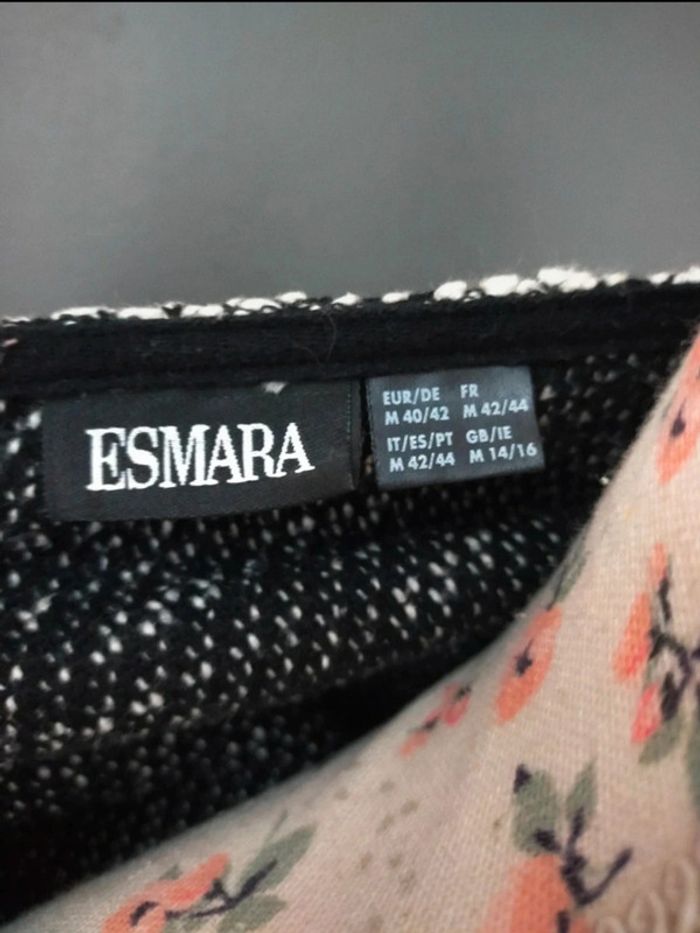 ESMARA
EUR/DE FR
M 40/42 M 42/44
IT/ES/PT GB/IE
M 42/44 M 14/16